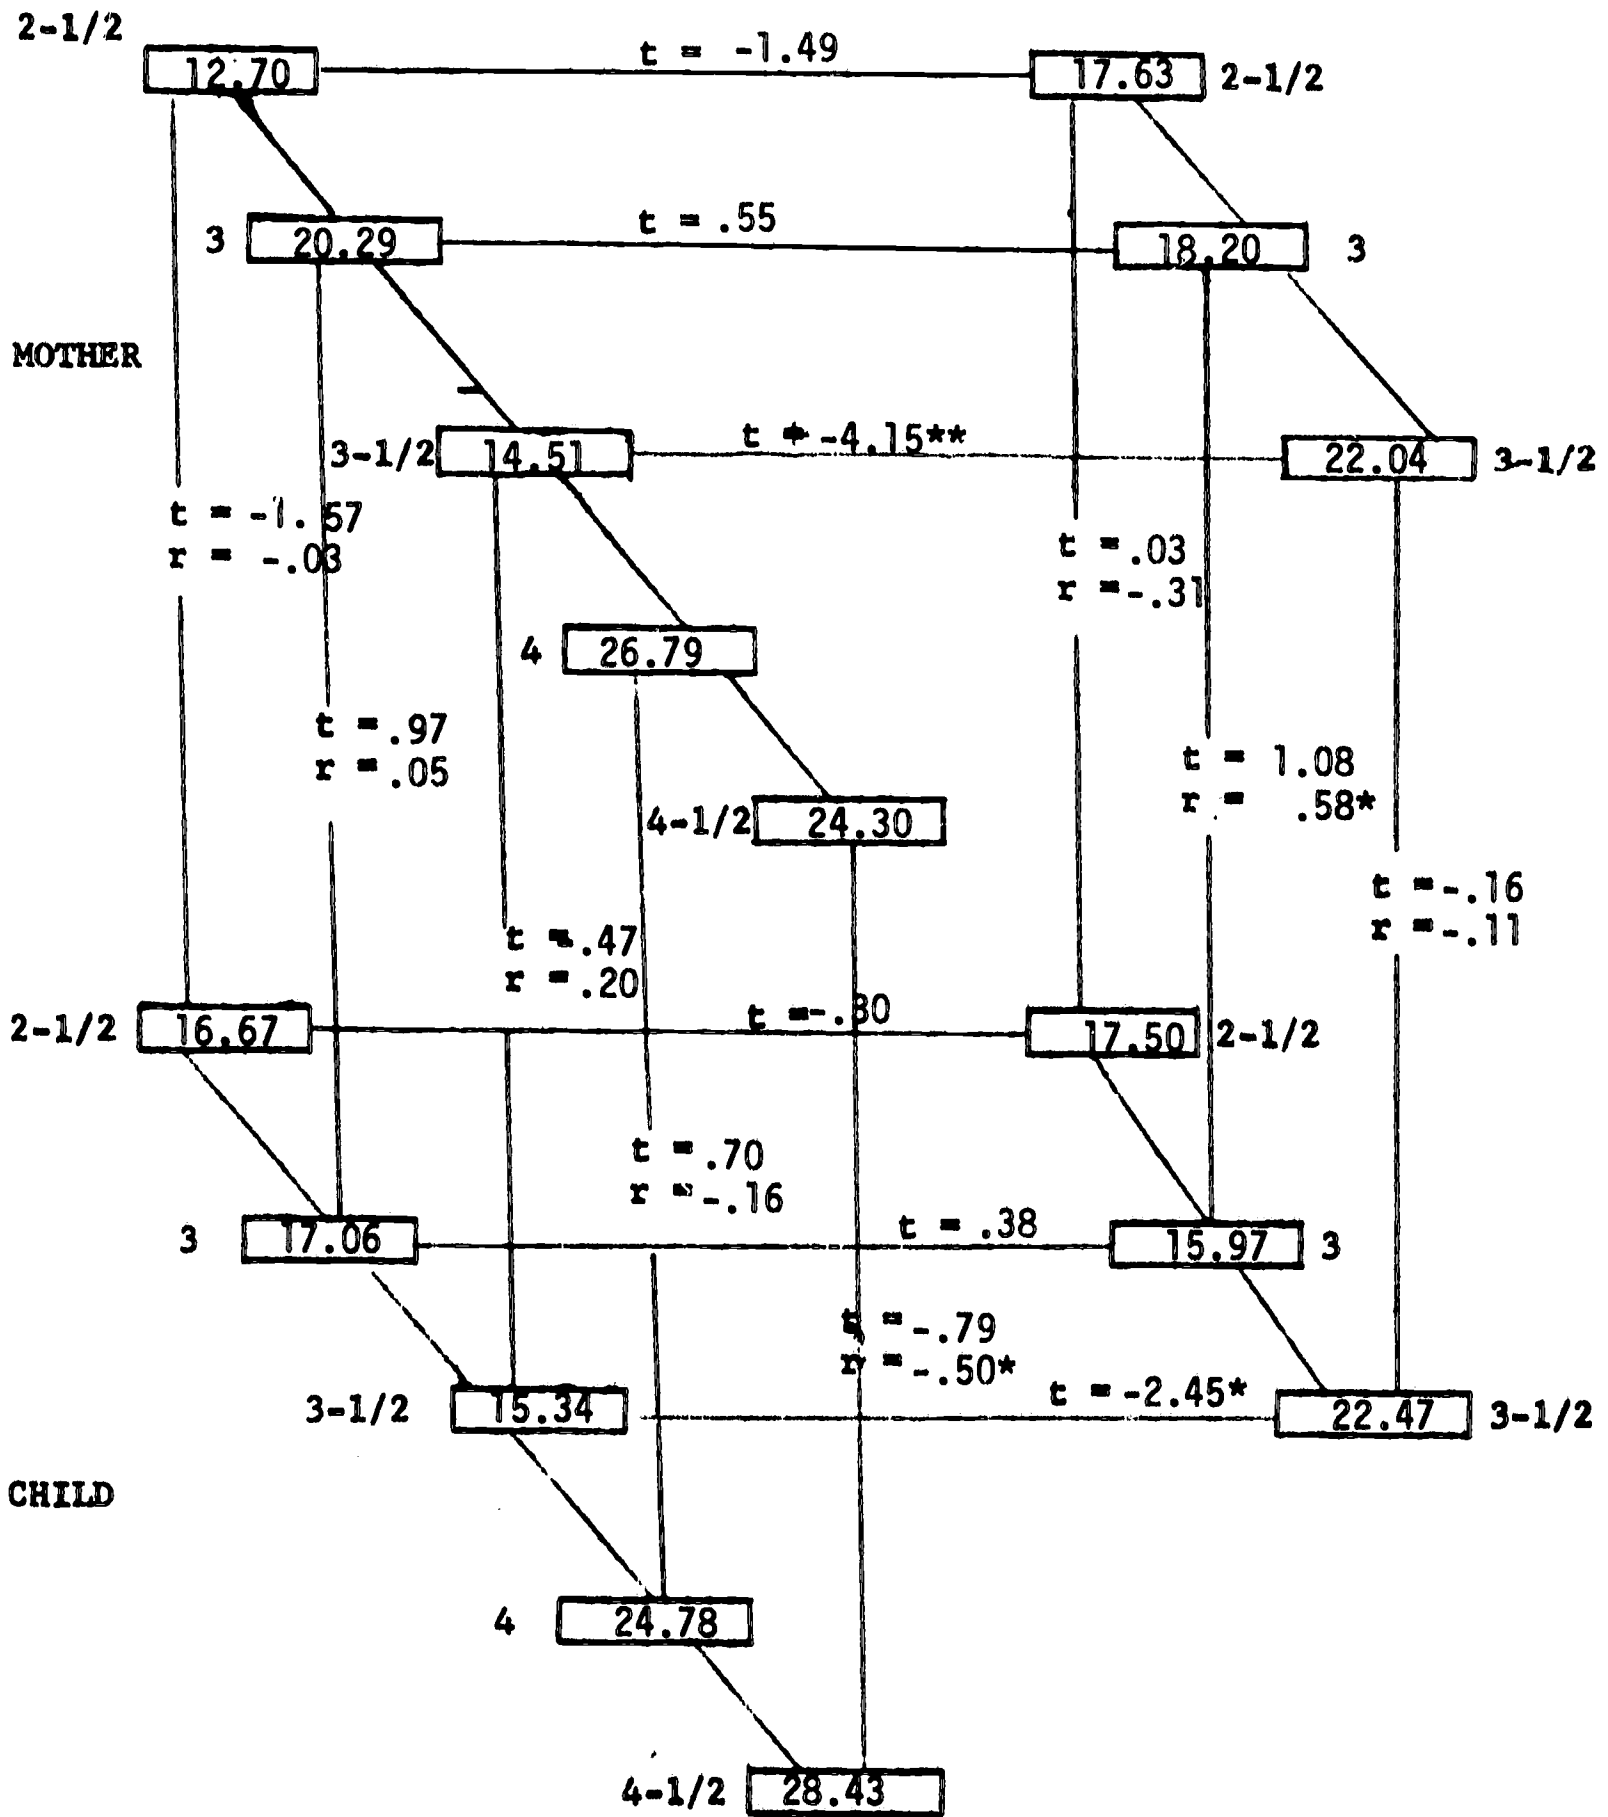 2-1/2
12.70
t = -1.49
17.63
2-1/2
3
20.29
t = .55
18.20
3
MOTHER
3-1/2
14.51
t = -4.15**
22.04
3-1/2
t = -1.57
r = -.03
t = .03
r = -.31
4
26.79
t = .97
r = .05
t = 1.08
r = .58*
4-1/2
24.30
t = -.16
r = -.11
t = .47
r = .20
2-1/2
16.67
t = -.80
17.50
2-1/2
t = .70
r = -.16
3
17.06
t = .38
15.97
3
t = -.79
r = -.50*
3-1/2
15.34
t = -2.45*
22.47
3-1/2
CHILD
4
24.78
4-1/2
28.43